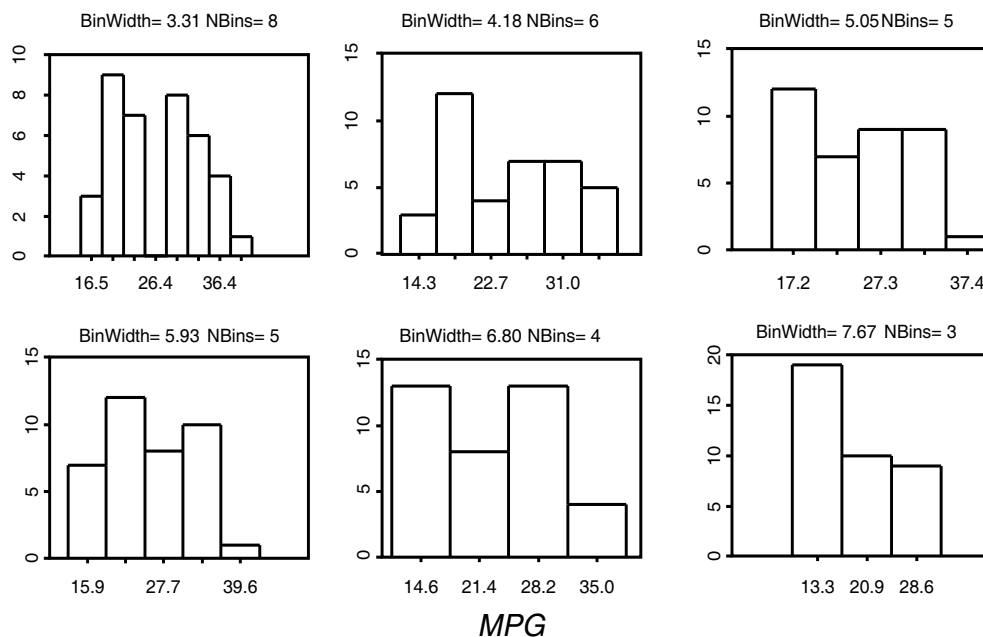 BinWidth= 3.31 NBins= 8
10
8
6
4
2
0
16.5 26.4 36.4
BinWidth= 4.18 NBins= 6
15
10
5
0
14.3 22.7 31.0
BinWidth= 5.05NBins= 5
15
10
5
0
17.2 27.3 37.4
BinWidth= 5.93 NBins= 5
15
10
5
0
15.9 27.7 39.6
BinWidth= 6.80 NBins= 4
15
10
5
0
14.6 21.4 28.2 35.0
BinWidth= 7.67 NBins= 3
20
15
10
5
0
13.3 20.9 28.6
MPG